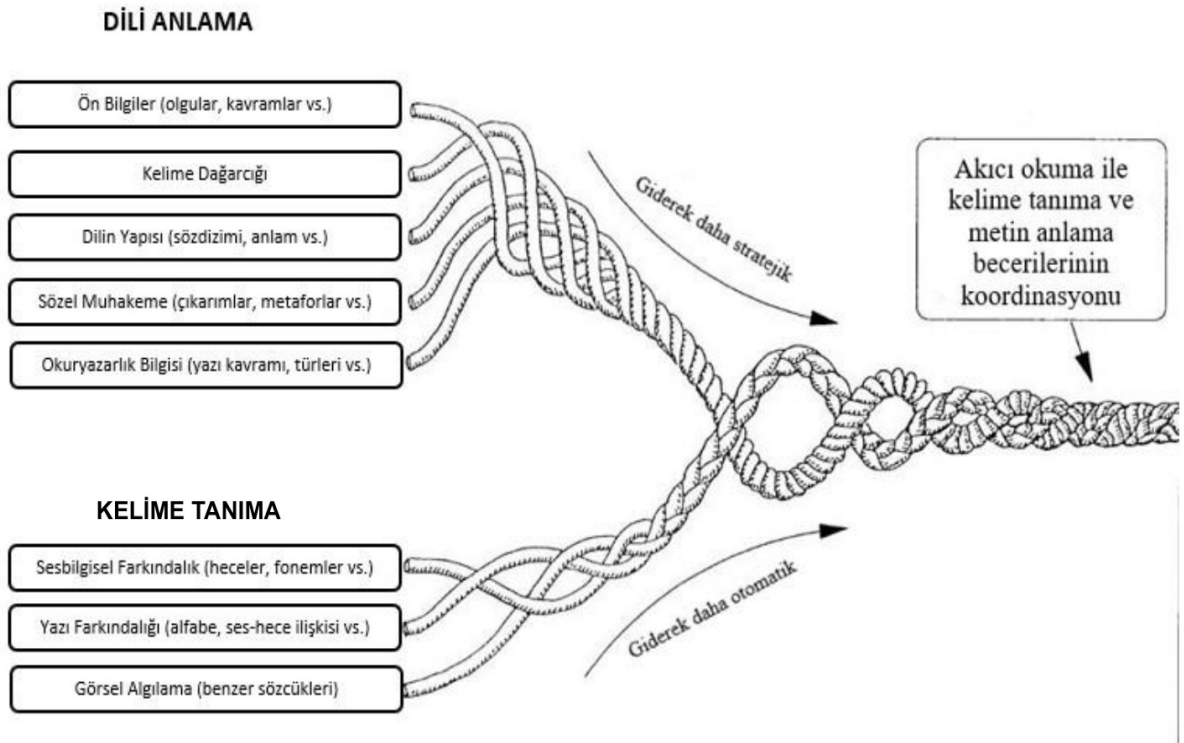 DİLİ ANLAMA
Ön Bilgiler (olgular, kavramlar vs.)
Kelime Dağarcığı
Dilin Yapısı (sözdizimi, anlam vs.)
Sözel Muhakeme (çıkarımlar, metaforlar vs.)
Okuryazarlık Bilgisi (yazı kavramı, türleri vs.)
Giderek daha stratejik
Akıcı okuma ile
kelime tanıma ve
metin anlama
becerilerinin
koordinasyonu
KELİME TANIMA
Sesbilgisel Farkındalık (heceler, fonemler vs.)
Yazı Farkındalığı (alfabe, ses-hece ilişkisi vs.)
Görsel Algılama (benzer sözcükleri)
Giderek daha otomatik